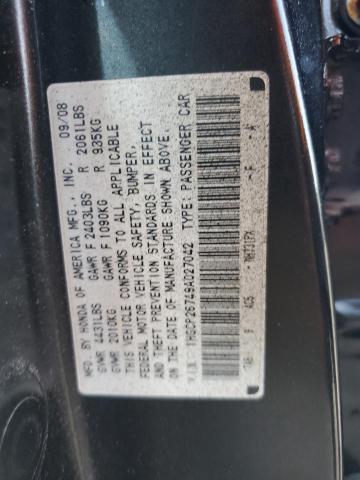 MFD. BY HONDA OF AMERICA MFG., INC. 09/08
GVWR 4431LBS GAWR F 2403LBS R 2061LBS
GVWR 2010KG GAWR F 1090KG R 935KG
THIS VEHICLE CONFORMS TO ALL APPLICABLE
FEDERAL MOTOR VEHICLE SAFETY, BUMPER,
AND THEFT PREVENTION STANDARDS IN EFFECT
ON THE DATE OF MANUFACTURE SHOWN ABOVE.
V.I.N. 1HGCP26749A027042 TYPE: PASSENGER CAR